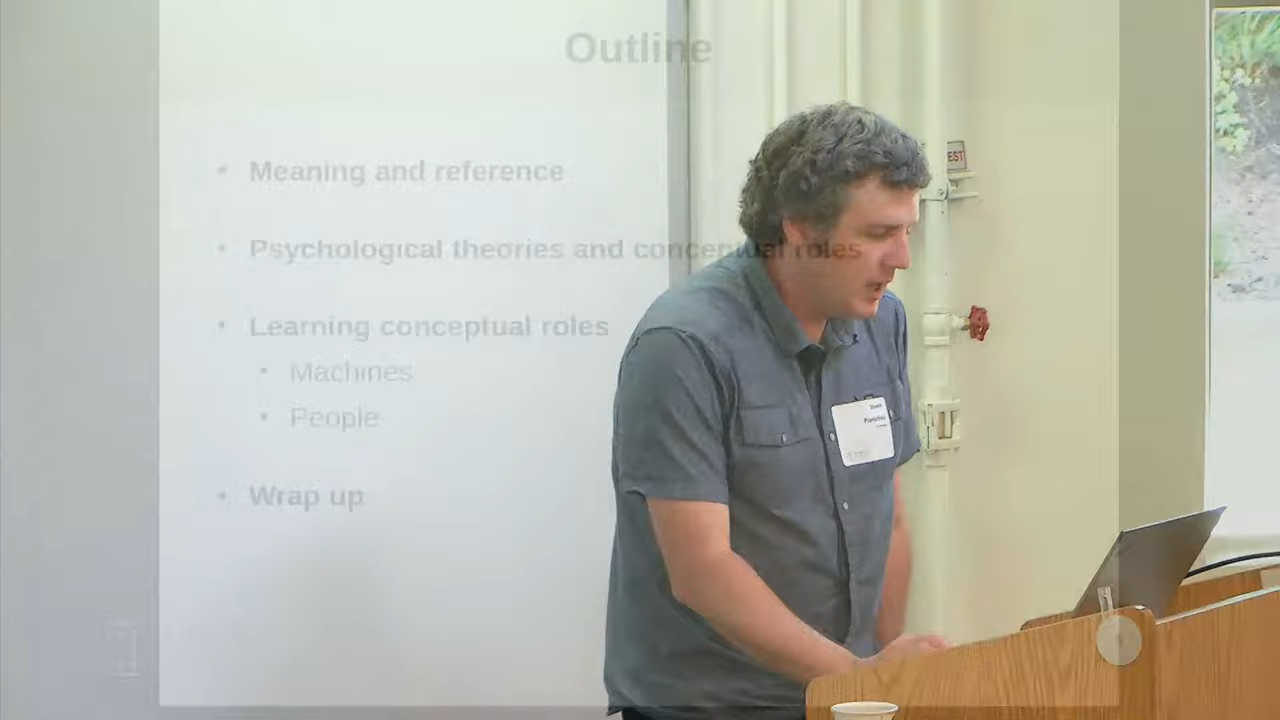 Outline
EST
• Meaning and reference
• Psychological theories and conceptual roles
• Learning conceptual roles
• Machines
• People
• Wrap up